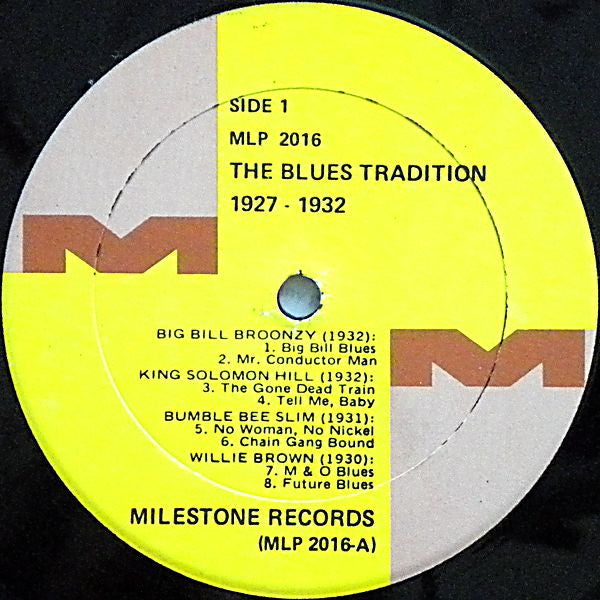 SIDE 1
MLP 2016
THE BLUES TRADITION
1927 - 1932
M
M
BIG BILL BROONZY (1932):
1. Big Bill Blues
2. Mr. Conductor Man
KING SOLOMON HILL (1932):
3. The Gone Dead Train
4. Tell Me, Baby
BUMBLE BEE SLIM (1931):
5. No Woman, No Nickel
6. Chain Gang Bound
WILLIE BROWN (1930):
7. M & O Blues
8. Future Blues
MILESTONE RECORDS
(MLP 2016-A)